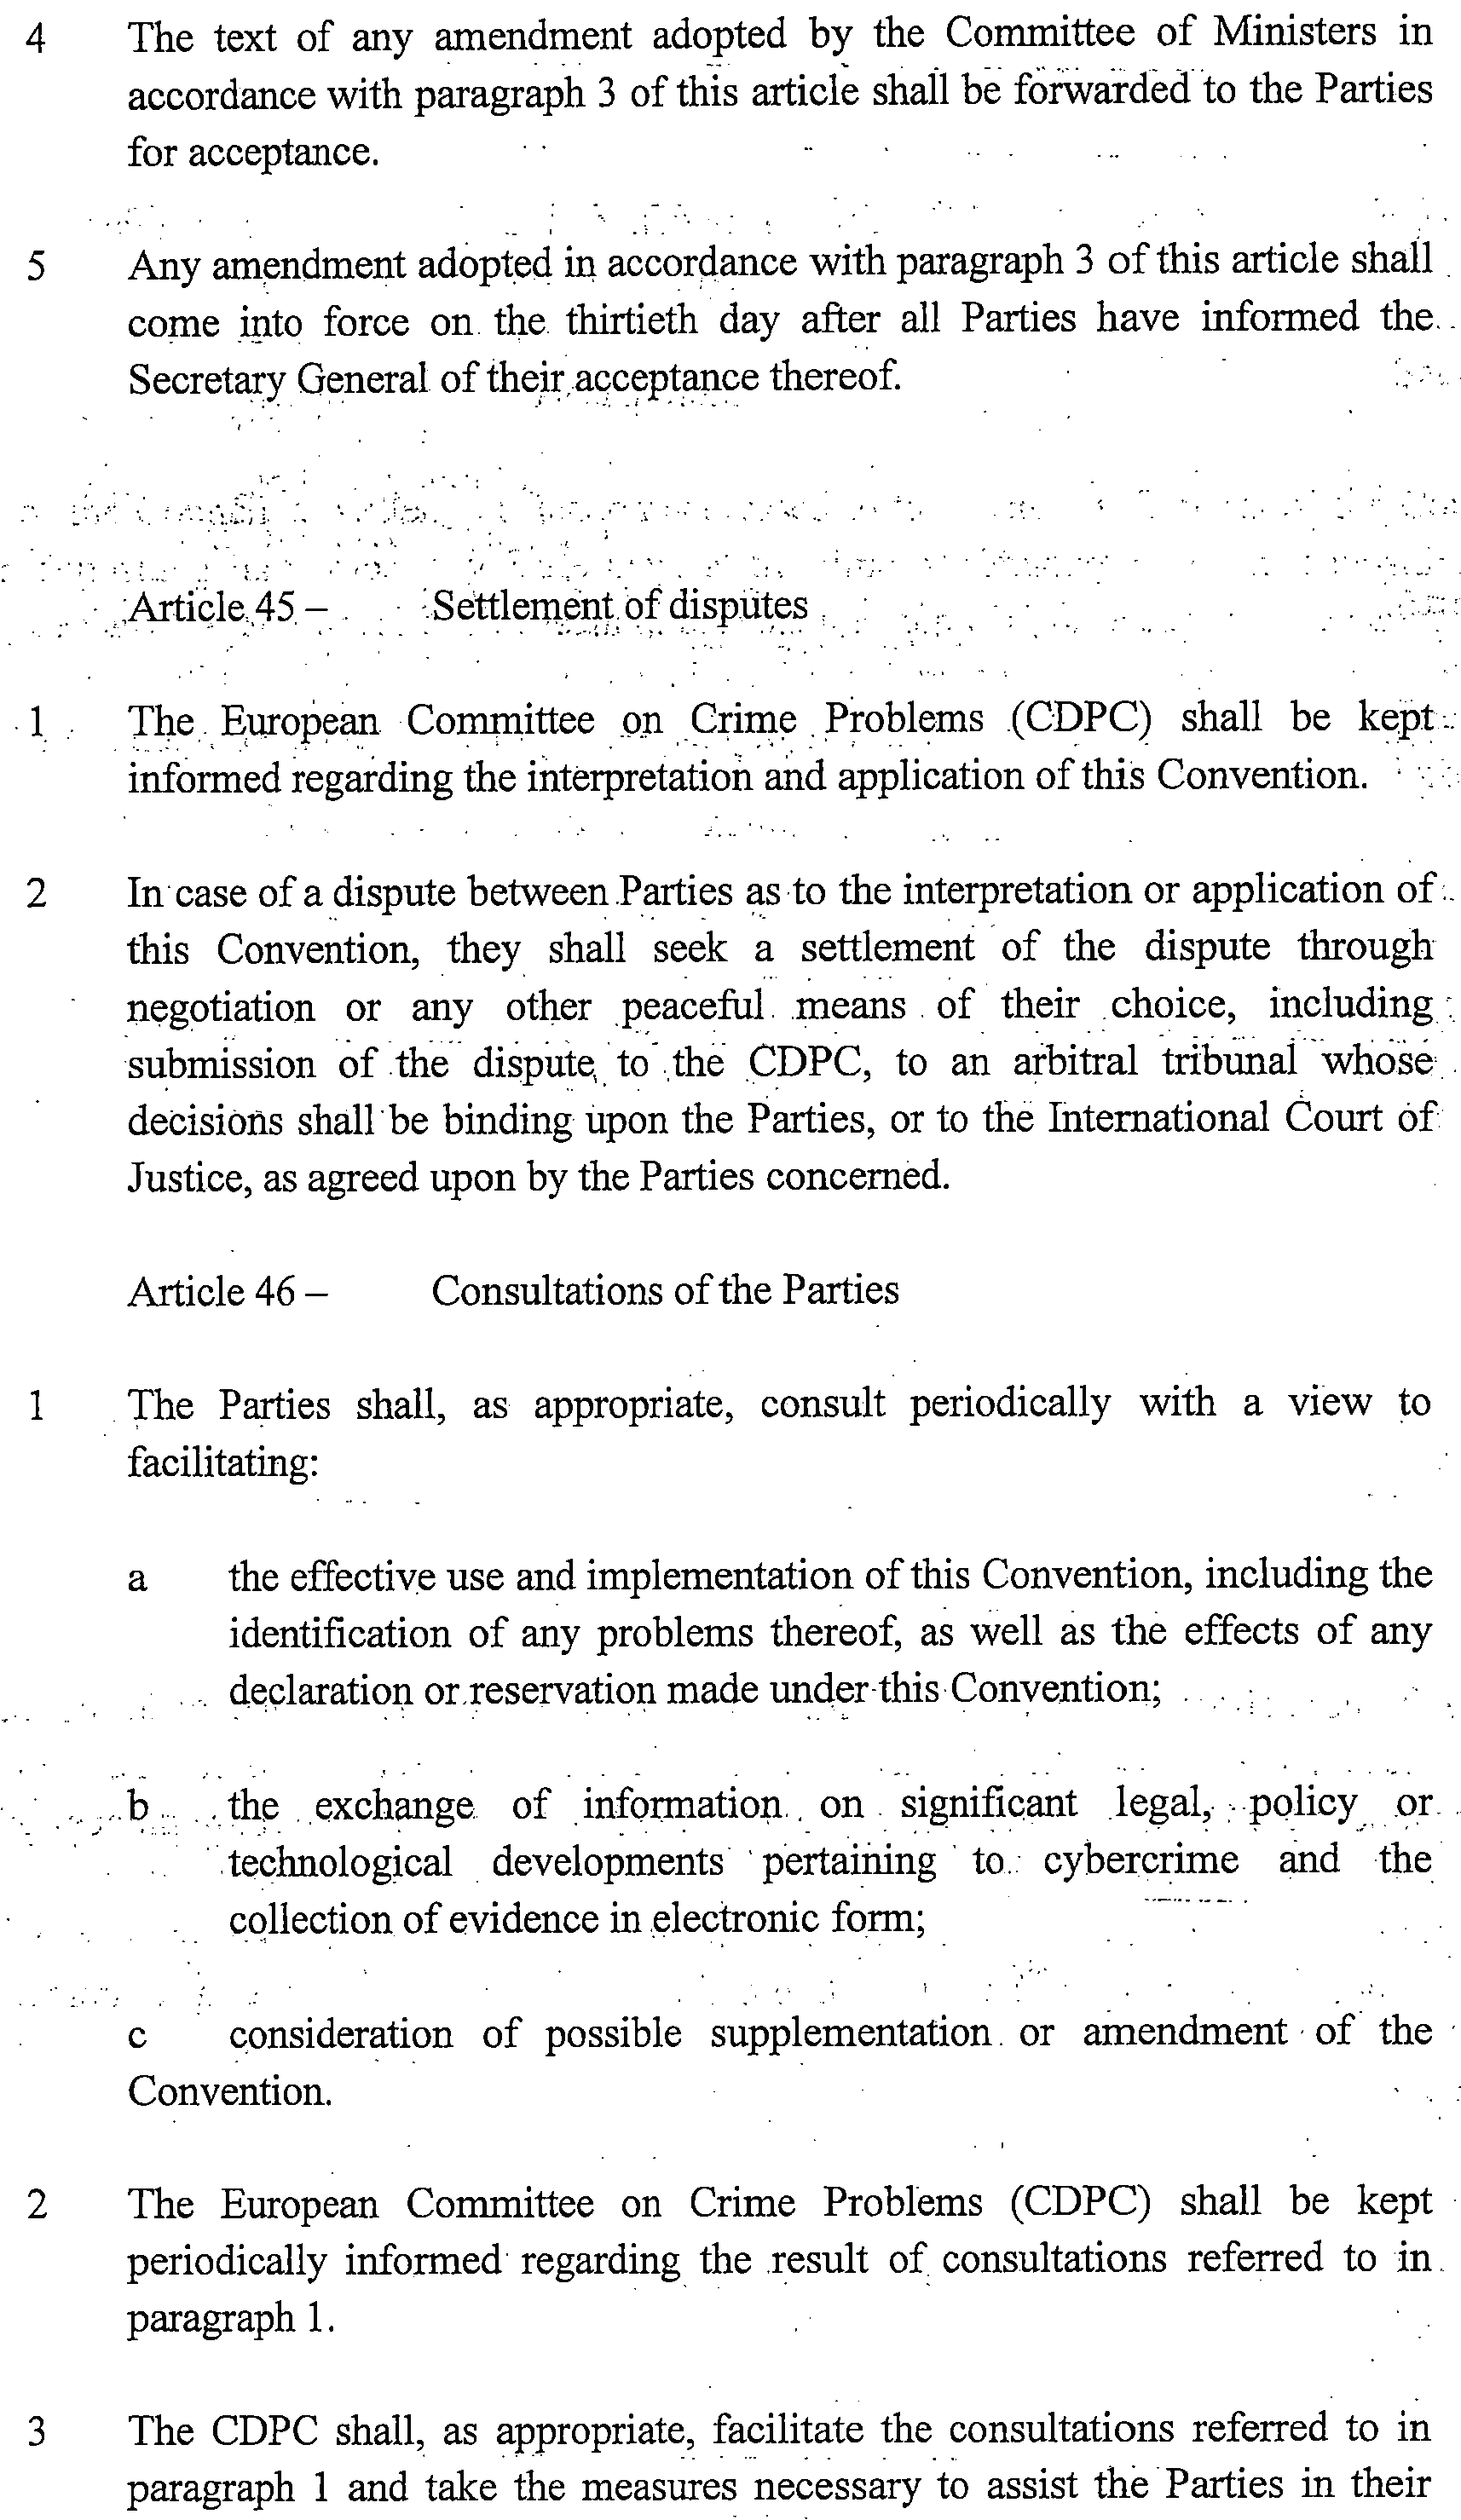 4 The text of any amendment adopted by the Committee of Ministers in
accordance with paragraph 3 of this article shall be forwarded to the Parties
for acceptance.
5 Any amendment adopted in accordance with paragraph 3 of this article shall
come into force on the thirtieth day after all Parties have informed the
Secretary General of their acceptance thereof.
Article 45 – Settlement of disputes
1 The European Committee on Crime Problems (CDPC) shall be kept
informed regarding the interpretation and application of this Convention.
2 In case of a dispute between Parties as to the interpretation or application of
this Convention, they shall seek a settlement of the dispute through
negotiation or any other peaceful means of their choice, including
submission of the dispute to the CDPC, to an arbitral tribunal whose
decisions shall be binding upon the Parties, or to the International Court of
Justice, as agreed upon by the Parties concerned.
Article 46 – Consultations of the Parties
1 The Parties shall, as appropriate, consult periodically with a view to
facilitating:
a the effective use and implementation of this Convention, including the
identification of any problems thereof, as well as the effects of any
declaration or reservation made under this Convention;
b the exchange of information on significant legal, policy or
technological developments pertaining to cybercrime and the
collection of evidence in electronic form;
c consideration of possible supplementation or amendment of the
Convention.
2 The European Committee on Crime Problems (CDPC) shall be kept
periodically informed regarding the result of consultations referred to in
paragraph 1.
3 The CDPC shall, as appropriate, facilitate the consultations referred to in
paragraph 1 and take the measures necessary to assist the Parties in their